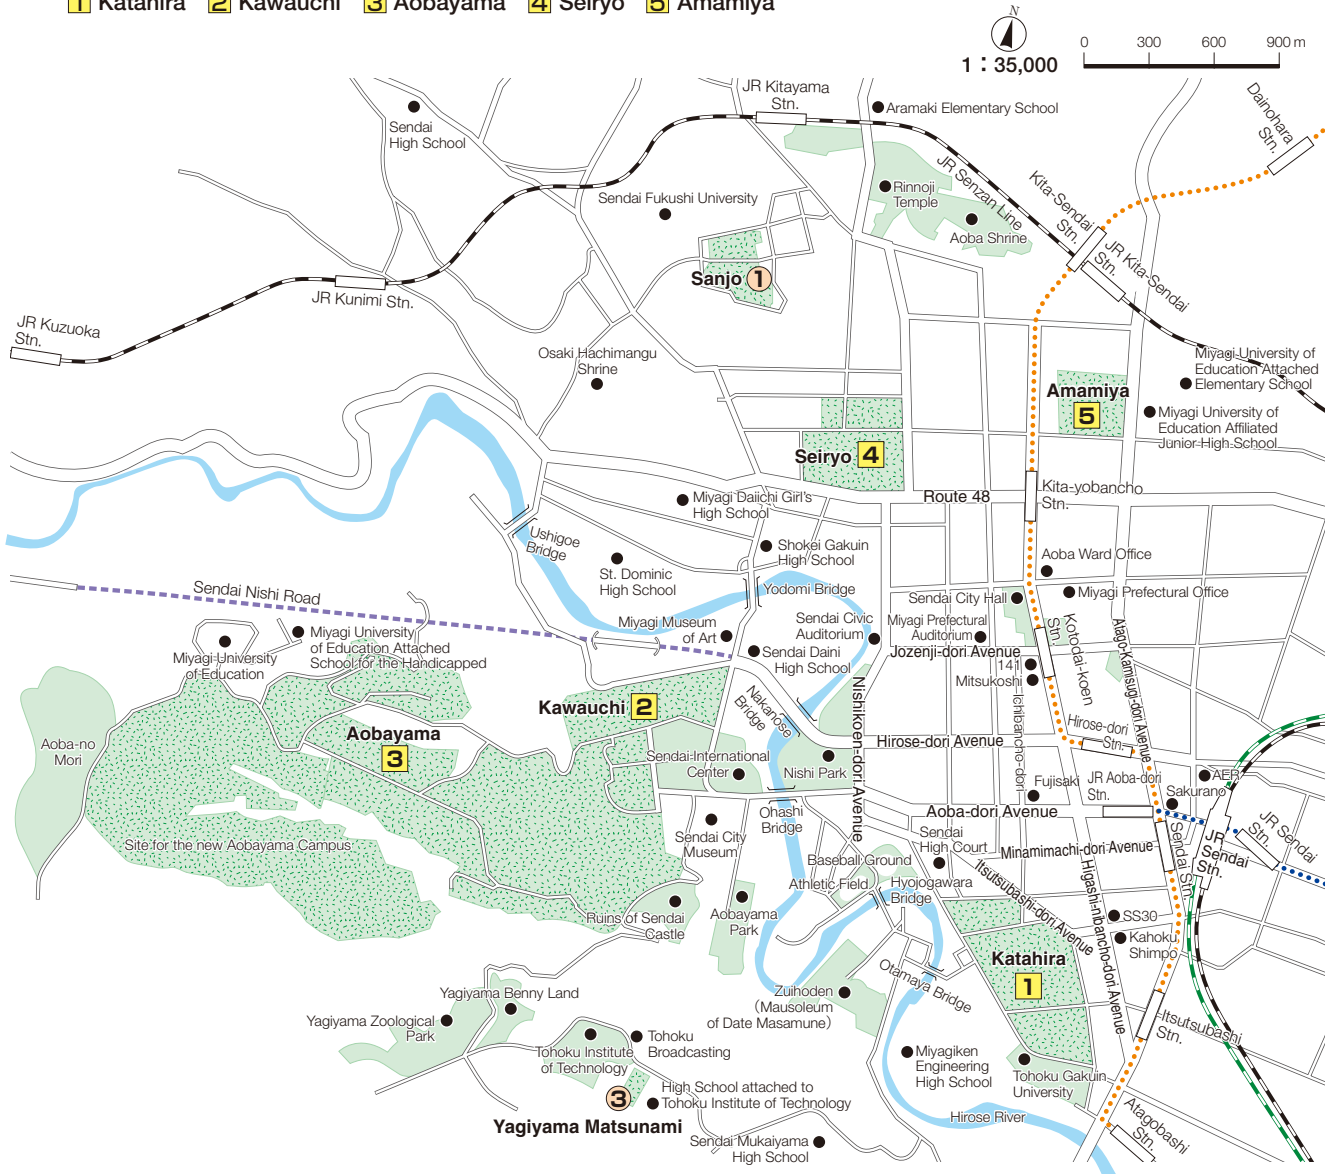 1 Katahira 2 Kawauchi 3 Aobayama 4 Seiryo 5 Amamiya
N
1：35,000
0 300 600 900 m
JR Kitayama
Stn.
Aramaki Elementary School
Dainohara
Stn.
Sendai
High School
JR Senzan Line
Rinnoji
Temple
Kita-Sendai
Stn.
Sendai Fukushi University
Aoba Shrine
JR Kita-Sendai
Stn.
Sanjo 1
JR Kunimi Stn.
JR Kuzuoka
Stn.
Osaki Hachimangu
Shrine
Miyagi University of
Education Attached
Elementary School
Amamiya
5
Miyagi University of
Education Affiliated
Junior High School
Seiryo 4
Route 48
Kita-yobancho
Stn.
Miyagi Daiichi Girl's
High School
Ushigoe
Bridge
Shokei Gakuin
High School
Aoba Ward Office
St. Dominic
High School
Yodomi Bridge
Sendai Nishi Road
Sendai City Hall
Miyagi Prefectural Office
Miyagi Museum
of Art
Sendai Civic
Auditorium
Miyagi Prefectural
Auditorium
Kotodai-koen
Stn.
Atago-Kamisugi-dori Avenue
Miyagi University
of Education
Miyagi University
of Education Attached
School for the Handicapped
Sendai Daini
High School
Jozenji-dori Avenue
141
Mitsukoshi
Kawauchi 2
Nakanose
Bridge
Nishikoen-dori Avenue
Ichibancho-dori
Aoba-no
Mori
Aobayama
3
Hirose-dori Avenue
Hirose-dori
Stn.
Sendai-International
Center
Nishi Park
Fujisaki
JR Aoba-dori
Stn.
AER
Sakurano
Aoba-dori Avenue
Ohashi
Bridge
Sendai City
Museum
Sendai
High Court
Minamimachi-dori Avenue
Sendai Stn.
JR
Sendai
Stn.
JR Sendai
Stn.
Site for the new Aobayama Campus
Baseball Ground
Athletic Field
Hyojogawara
Bridge
Itsutsubashi-dori Avenue
Higashi-nibancho-dori Avenue
Ruins of Sendai
Castle
Aobayama
Park
SS30
Kahoku
Shimpo
Katahira
1
Otamaya Bridge
Zuihoden
(Mausoleum
of Date Masamune)
Yagiyama Benny Land
Yagiyama Zoological
Park
Itsutsubashi
Stn.
Tohoku Institute
of Technology
Tohoku
Broadcasting
Miyagiken
Engineering
High School
Tohoku Gakuin
University
3
High School attached to
Tohoku Institute of Technology
Yagiyama Matsunami
Hirose River
Atagobashi
Stn.
Sendai Mukaiyama
High School